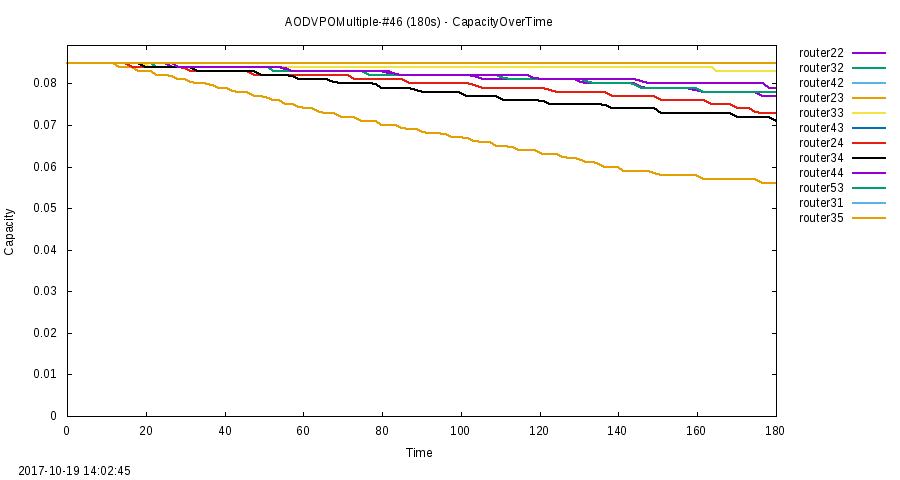 AODVPOMultiple-#46 (180s) - CapacityOverTime
router22
router32
router42
router23
router33
router43
router24
router34
router44
router53
router31
router35
0.08
0.07
0.06
0.05
0.04
0.03
0.02
0.01
0
Capacity
0 20 40 60 80 100 120 140 160 180
Time
2017-10-19 14:02:45